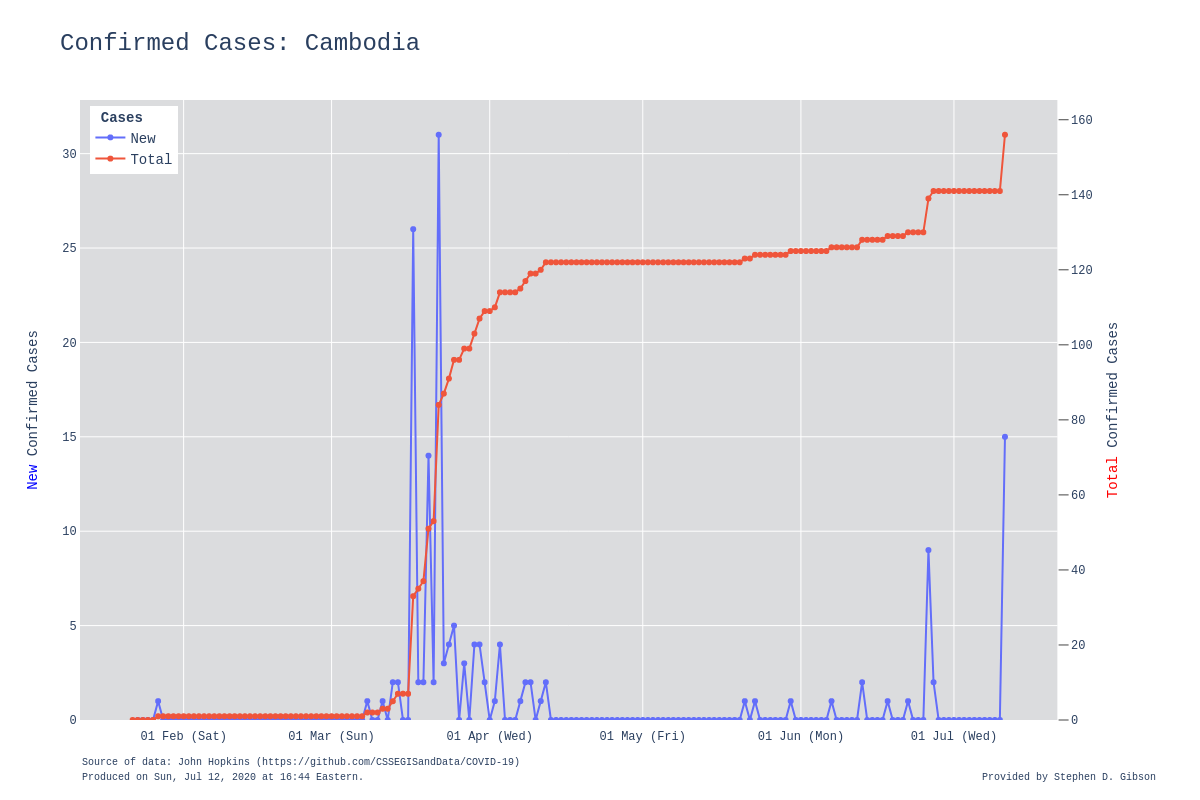 Confirmed Cases: Cambodia
Cases
New
Total
30
25
20
15
10
5
0
160
140
120
100
80
60
40
20
0
New Confirmed Cases
Total Confirmed Cases
01 Feb (Sat)
01 Mar (Sun)
01 Apr (Wed)
01 May (Fri)
01 Jun (Mon)
01 Jul (Wed)
Source of data: John Hopkins (https://github.com/CSSEGISandData/COVID-19)
Produced on Sun, Jul 12, 2020 at 16:44 Eastern.
Provided by Stephen D. Gibson